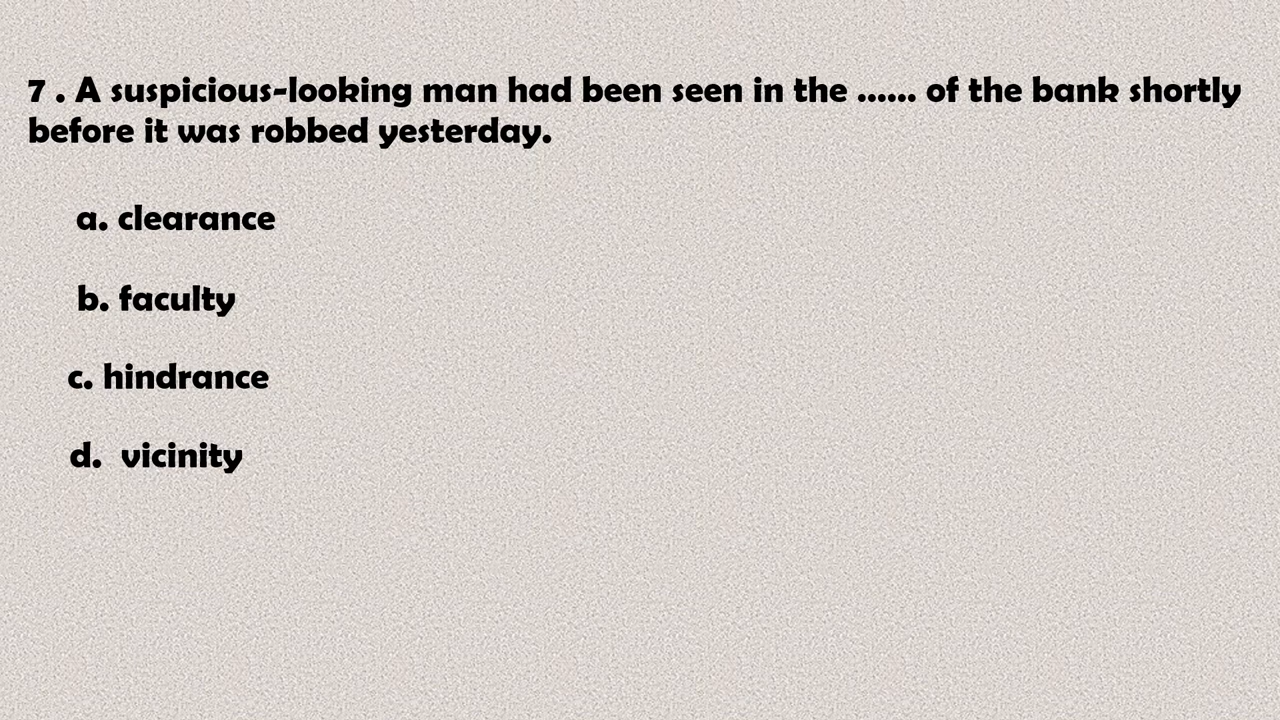 7 . A suspicious-looking man had been seen in the ...... of the bank shortly
before it was robbed yesterday.
a. clearance
b. faculty
c. hindrance
d. vicinity